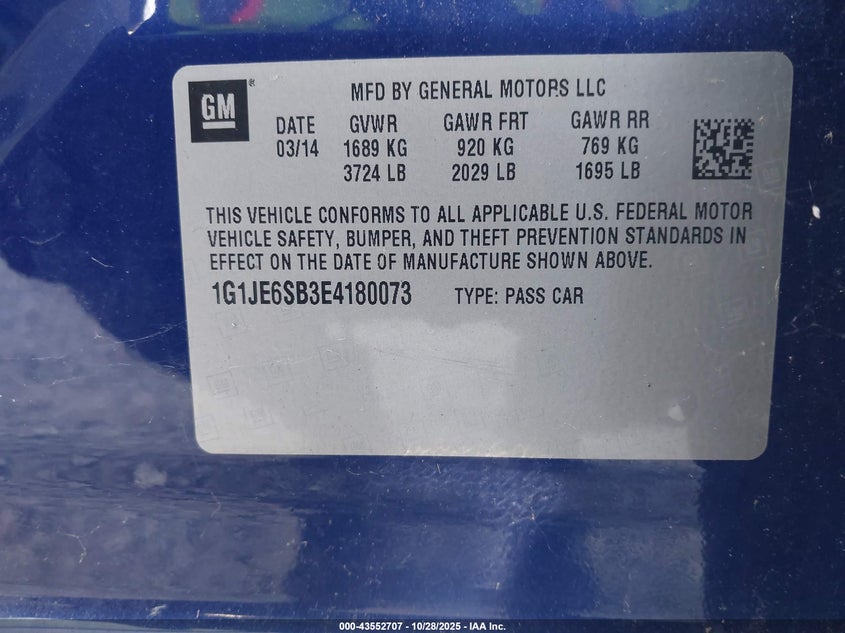 GM ®
MFD BY GENERAL MOTORS LLC
DATE GVWR GAWR FRT GAWR RR
03/14 1689 KG 920 KG 769 KG
3724 LB 2029 LB 1695 LB
THIS VEHICLE CONFORMS TO ALL APPLICABLE U.S. FEDERAL MOTOR
VEHICLE SAFETY, BUMPER, AND THEFT PREVENTION STANDARDS IN
EFFECT ON THE DATE OF MANUFACTURE SHOWN ABOVE.
1G1JE6SB3E4180073 TYPE: PASS CAR
000-43552707 - 10/28/2025 - IAA Inc.